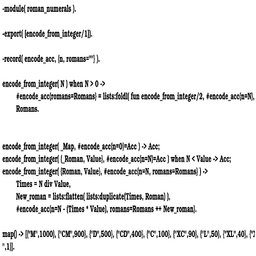 -module( roman_numerals ).
-export( [encode_from_integer/1]).
-record( encode_acc, {n, romans=""} ).
encode_from_integer( N ) when N > 0 ->
#encode_acc{romans=Romans} = lists:foldl( fun encode_from_integer/2, #encode_acc{n=N},
Romans.
encode_from_integer( _Map, #encode_acc{n=0}=Acc ) -> Acc;
encode_from_integer( {_Roman, Value}, #encode_acc{n=N}=Acc ) when N < Value -> Acc;
encode_from_integer( {Roman, Value}, #encode_acc{n=N, romans=Romans} ) ->
Times = N div Value,
New_roman = lists:flatten( lists:duplicate(Times, Roman) ),
#encode_acc{n=N - (Times * Value), romans=Romans ++ New_roman}.
map() -> [{"M",1000}, {"CM",900}, {"D",500}, {"CD",400}, {"C",100}, {"XC",90}, {"L",50}, {"XL",40}, {"X
",1}].